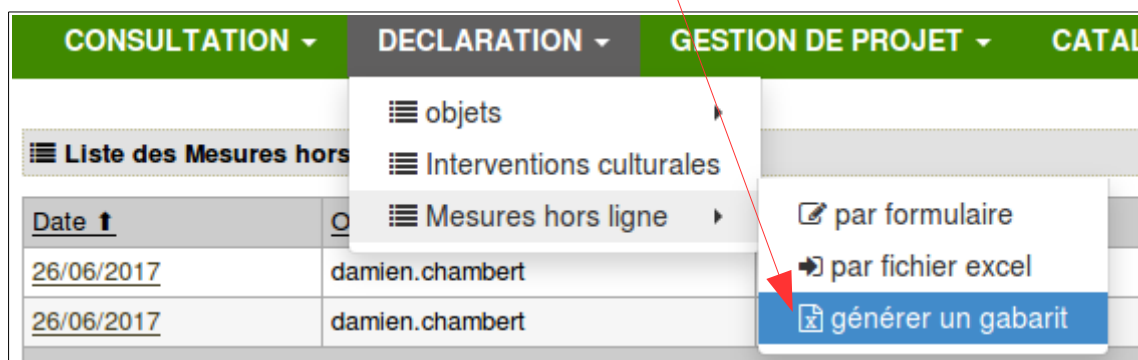 CONSULTATION DECLARATION GESTION DE PROJET CATAL
objets
Liste des Mesures hors
Interventions culturales
Date
Mesures hors ligne
par formulaire
26/06/2017 damien.chambert
par fichier excel
26/06/2017 damien.chambert
générer un gabarit